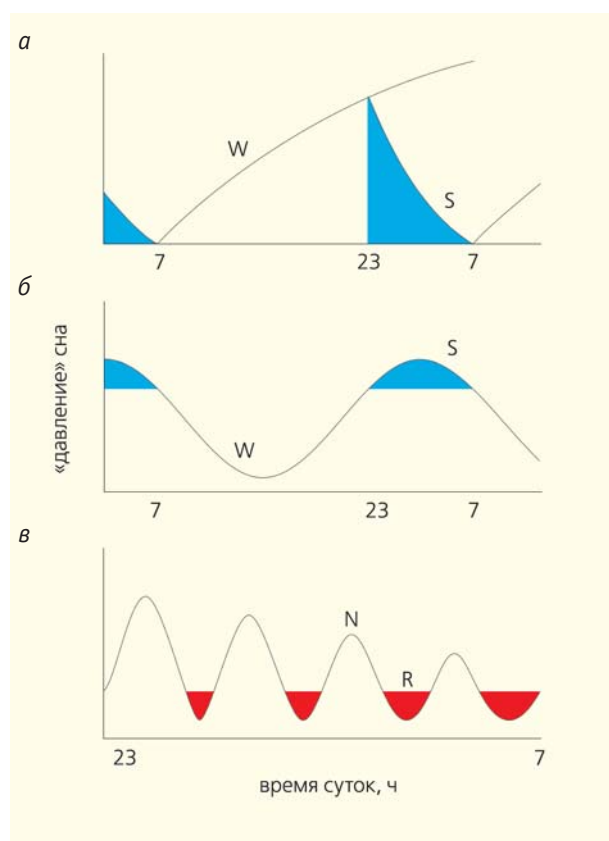 а
W
S
7 23 7
б
«давление» сна
S
W
7 23 7
в
N
R
23 7
время суток, ч